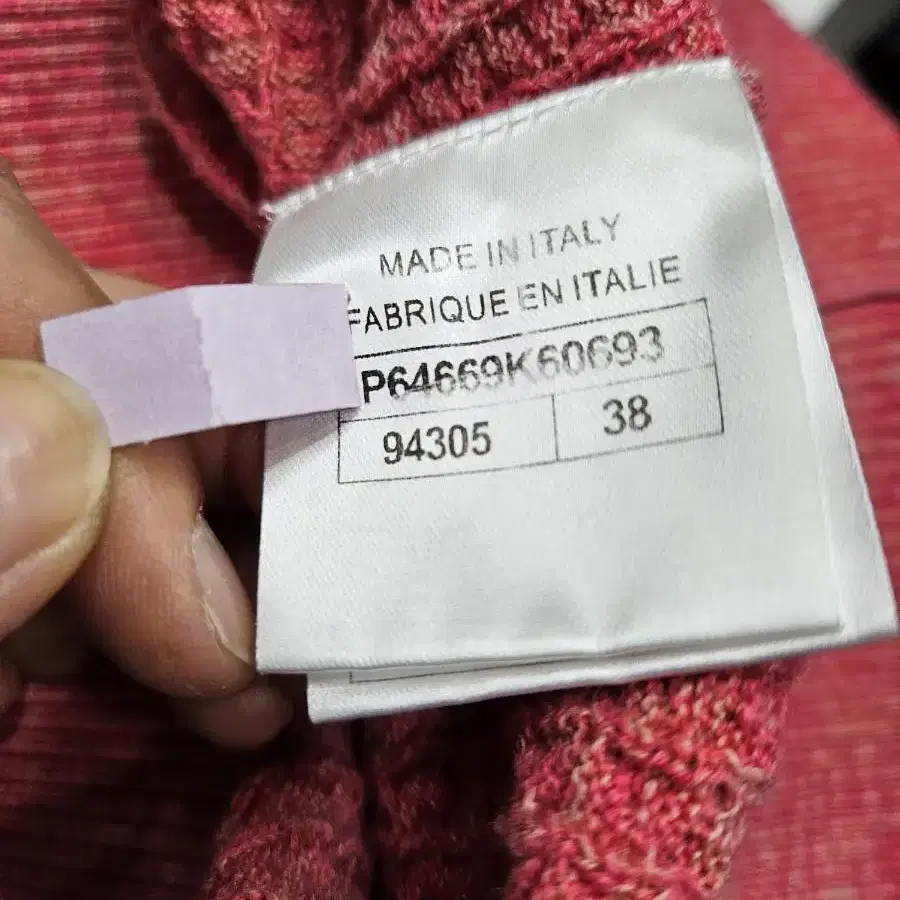 MADE IN ITALY
FABRIQUE EN ITALIE
P64669K60693
94305 38